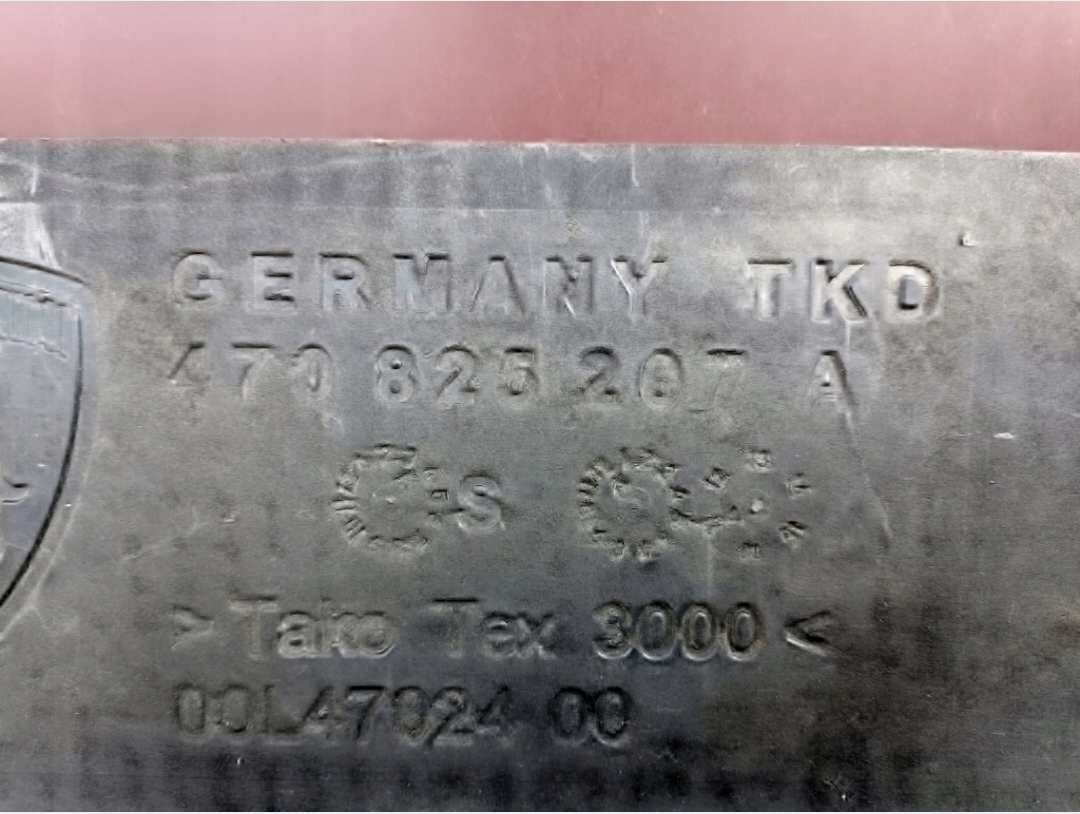 GERMANY TKD
470 825 207 A
S
>Tako Tex 3000<
00L47024 00